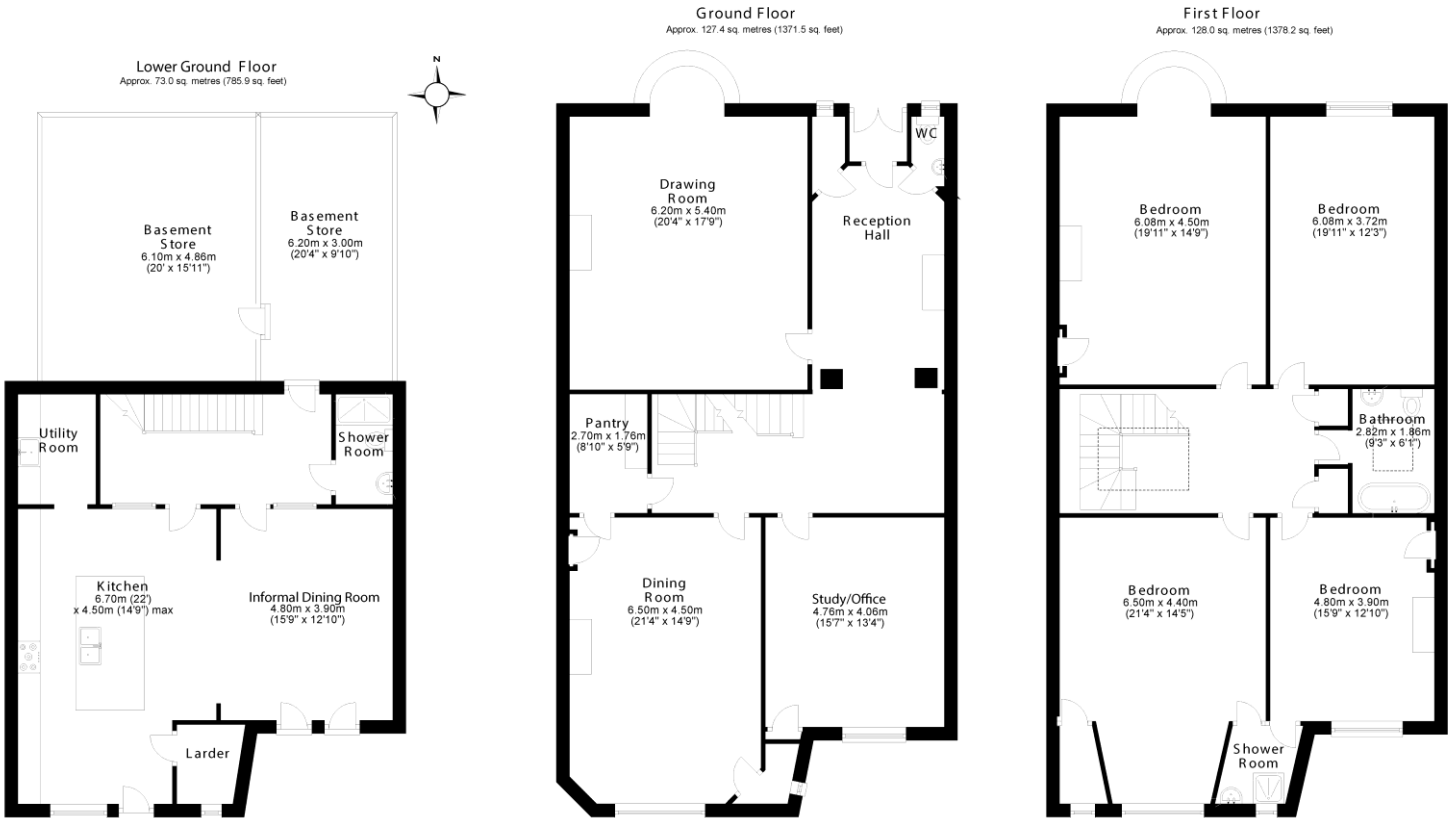 Lower Ground Floor
Approx. 73.0 sq. metres (785.9 sq. feet)
N
Basement
Store
6.10m x 4.86m
(20' x 15'11")
Basement
Store
6.20m x 3.00m
(20'4" x 9'10")
Utility
Room
Shower
Room
Kitchen
6.70m (22')
x 4.50m (14'9") max
Informal Dining Room
4.80m x 3.90m
(15'9" x 12'10")
Larder
Ground Floor
Approx. 127.4 sq. metres (1371.5 sq. feet)
WC
Drawing
Room
6.20m x 5.40m
(20'4" x 17'9")
Reception
Hall
Pantry
2.70m x 1.76m
(8'10" x 5'9")
Dining
Room
6.50m x 4.50m
(21'4" x 14'9")
Study/Office
4.76m x 4.06m
(15'7" x 13'4")
First Floor
Approx. 128.0 sq. metres (1378.2 sq. feet)
Bedroom
6.08m x 4.50m
(19'11" x 14'9")
Bedroom
6.08m x 3.72m
(19'11" x 12'3")
Bathroom
2.82m x 1.86m
(9'3" x 6'1")
Bedroom
6.50m x 4.40m
(21'4" x 14'5")
Bedroom
4.80m x 3.90m
(15'9" x 12'10")
Shower
Room